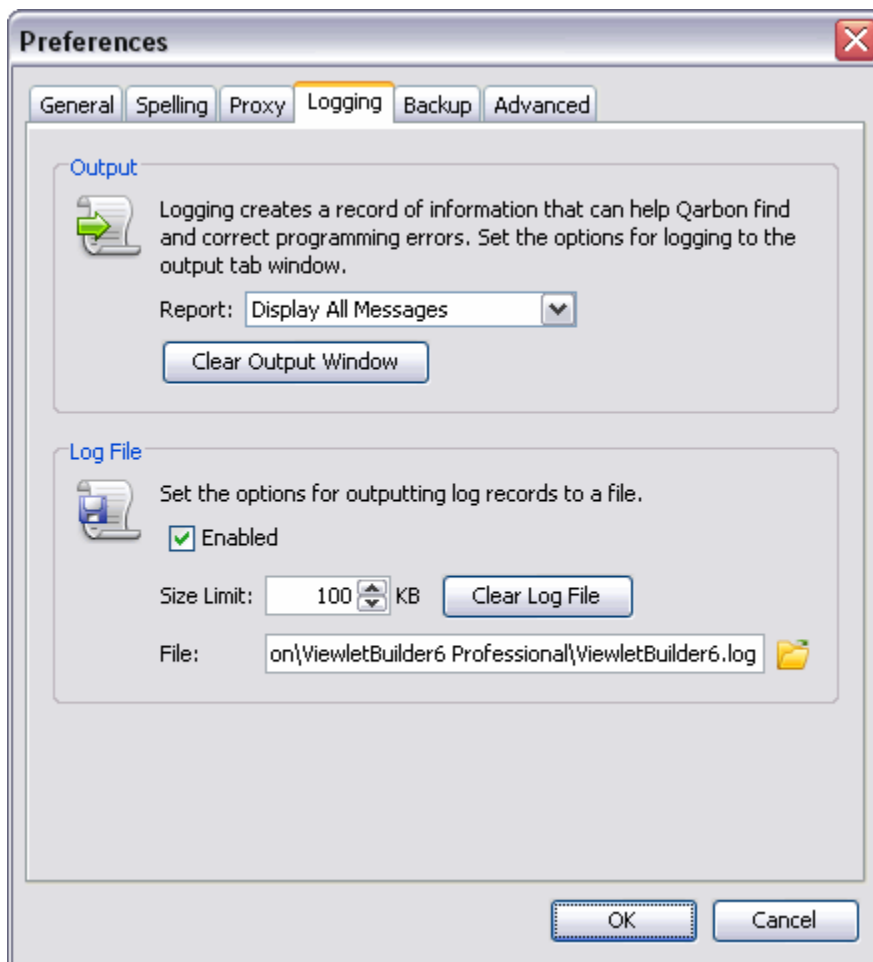 Preferences
General Spelling Proxy Logging Backup Advanced
Output
Logging creates a record of information that can help Qarbon find
and correct programming errors. Set the options for logging to the
output tab window.
Report: Display All Messages
Clear Output Window
Log File
Set the options for outputting log records to a file.
Enabled
Size Limit: 100 KB Clear Log File
File: on\ViewletBuilder6 Professional\ViewletBuilder6.log
OK Cancel